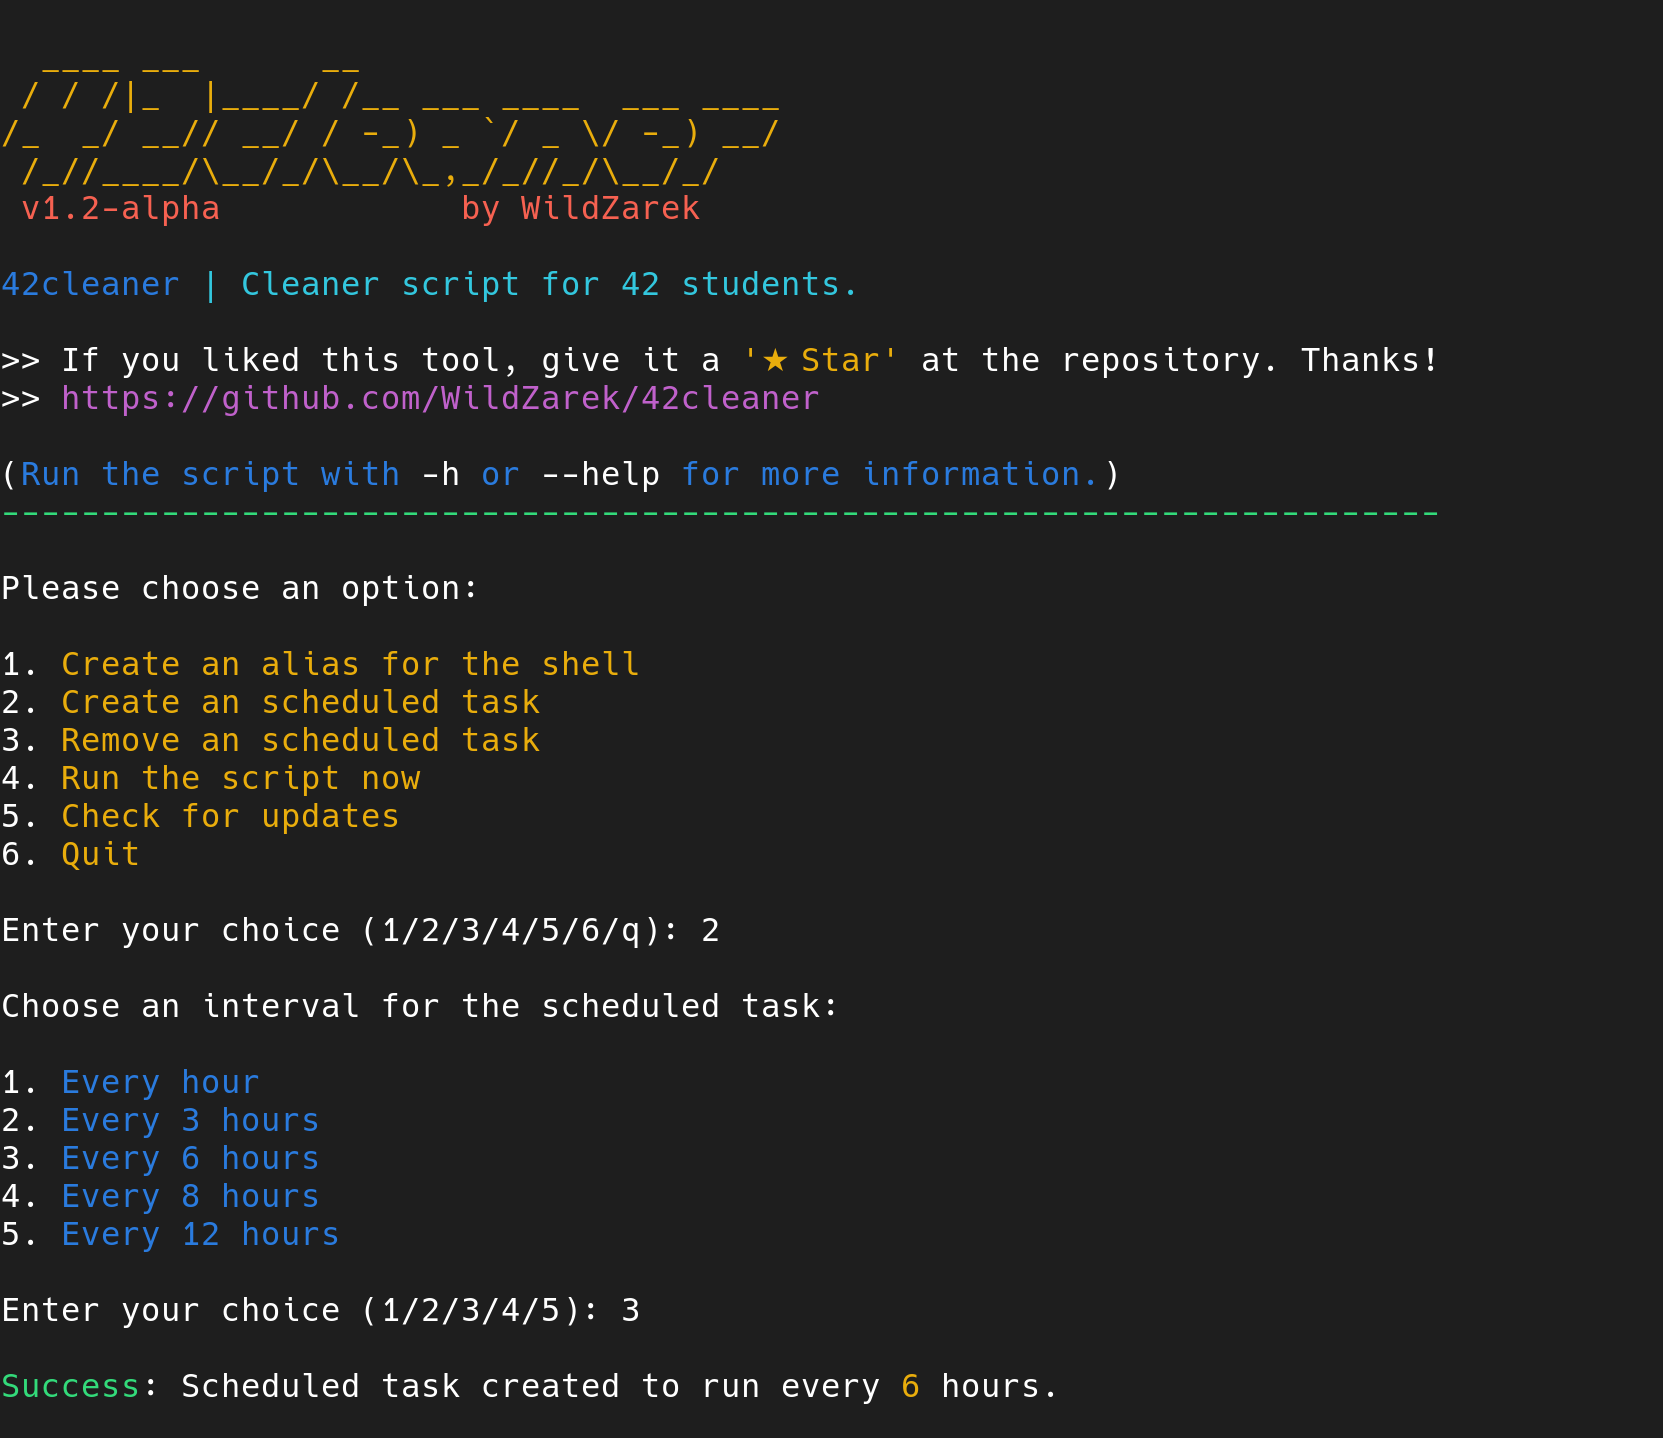 ____ ___      __
 / / /|_  |____/ /__ ___ ____  ___ ____
/_  _/ __// __/ / -_) _ `/ _ \/ -_) __/
 /_//____/\__/_/\__/\_,_/_//_/\__/_/
 v1.2-alpha            by WildZarek
42cleaner | Cleaner script for 42 students.
>> If you liked this tool, give it a '★ Star' at the repository. Thanks!
>> https://github.com/WildZarek/42cleaner
(Run the script with -h or --help for more information.)
------------------------------------------------------------------------
Please choose an option:
1. Create an alias for the shell
2. Create an scheduled task
3. Remove an scheduled task
4. Run the script now
5. Check for updates
6. Quit
Enter your choice (1/2/3/4/5/6/q): 2
Choose an interval for the scheduled task:
1. Every hour
2. Every 3 hours
3. Every 6 hours
4. Every 8 hours
5. Every 12 hours
Enter your choice (1/2/3/4/5): 3
Success: Scheduled task created to run every 6 hours.